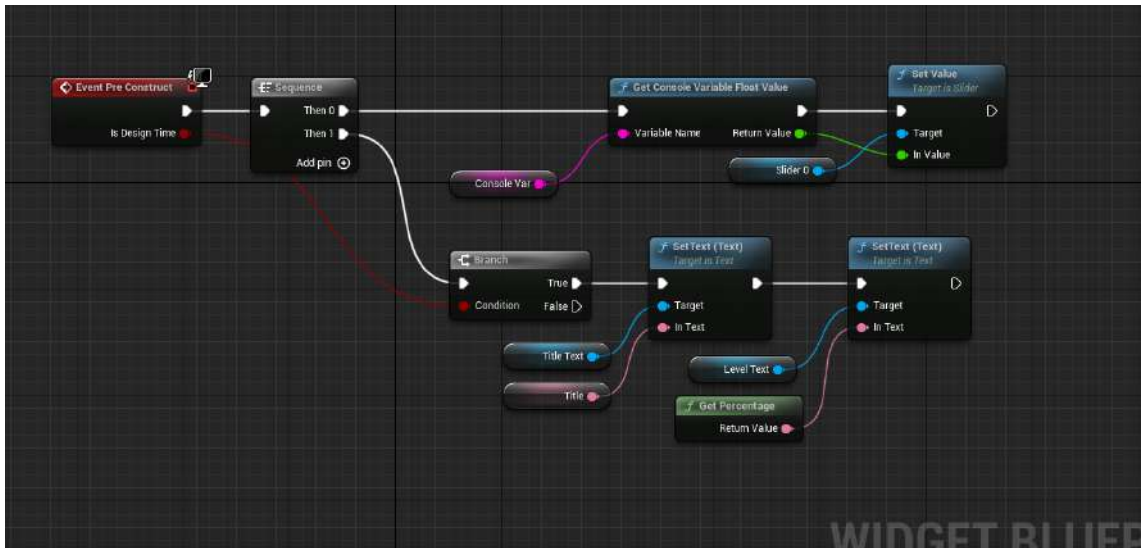 Event Pre Construct
Is Design Time
Sequence
Then 0
Then 1
Add pin
Get Console Variable Float Value
Variable Name
Return Value
Console Var
Slider 0
Set Value
Target is Slider
Target
In Value
Branch
True
Condition
False
SetText (Text)
Target is Text
Target
In Text
Title Text
Title
SetText (Text)
Target is Text
Target
In Text
Level Text
Get Percentage
Return Value
WIDGET BLUEP